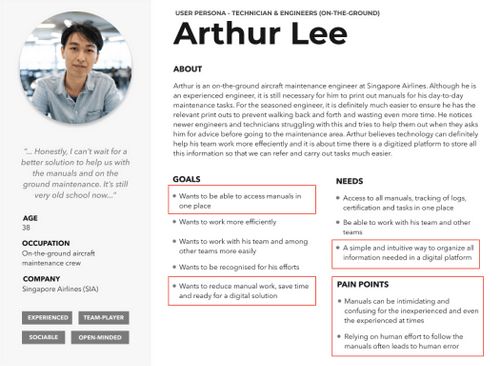 USER PERSONA - TECHNICIAN & ENGINEERS (ON-THE-GROUND)
Arthur Lee
ABOUT
Arthur is an on-the-ground aircraft maintenance engineer at Singapore Airlines. Although he is
an experienced engineer, it is still necessary for him to print out manuals for his day-to-day
maintenance tasks. For the seasoned engineer, it is definitely much easier to ensure he has the
relevant print outs to prevent walking back and forth and wasting even more time. He notices
newer engineers and technicians struggling with this and tries to help them out when they asks
him for advice before going to the maintenance area. Arthur believes technology can definitely
help his team work more effeciently and it is about time there is a digitized platform to store all
this information so that we can refer and carry out tasks much easier.
"... Honestly, I can't wait for a
better solution to help us with
the manuals and on the
ground maintenance. It's still
very old school now..."
AGE
38
OCCUPATION
On-the-ground aircraft
maintenance crew
COMPANY
Singapore Airlines (SIA)
EXPERIENCED
TEAM-PLAYER
SOCIABLE
OPEN-MINDED
GOALS
• Wants to be able to access manuals in
one place
• Wants to work more efficiently
• Wants to work with his team and among
other teams more easily
• Wants to be recognised for his efforts
• Wants to reduce manual work, save time
and ready for a digital solution
NEEDS
• Access to all manuals, tracking of logs,
certification and tasks in one place
• Be able to work with his team and other
teams
• A simple and intuitive way to organize all
information needed in a digital platform
PAIN POINTS
• Manuals can be intimidating and
confusing for the inexperienced and even
the experienced at times
• Relying on human effort to follow the
manuals often leads to human error